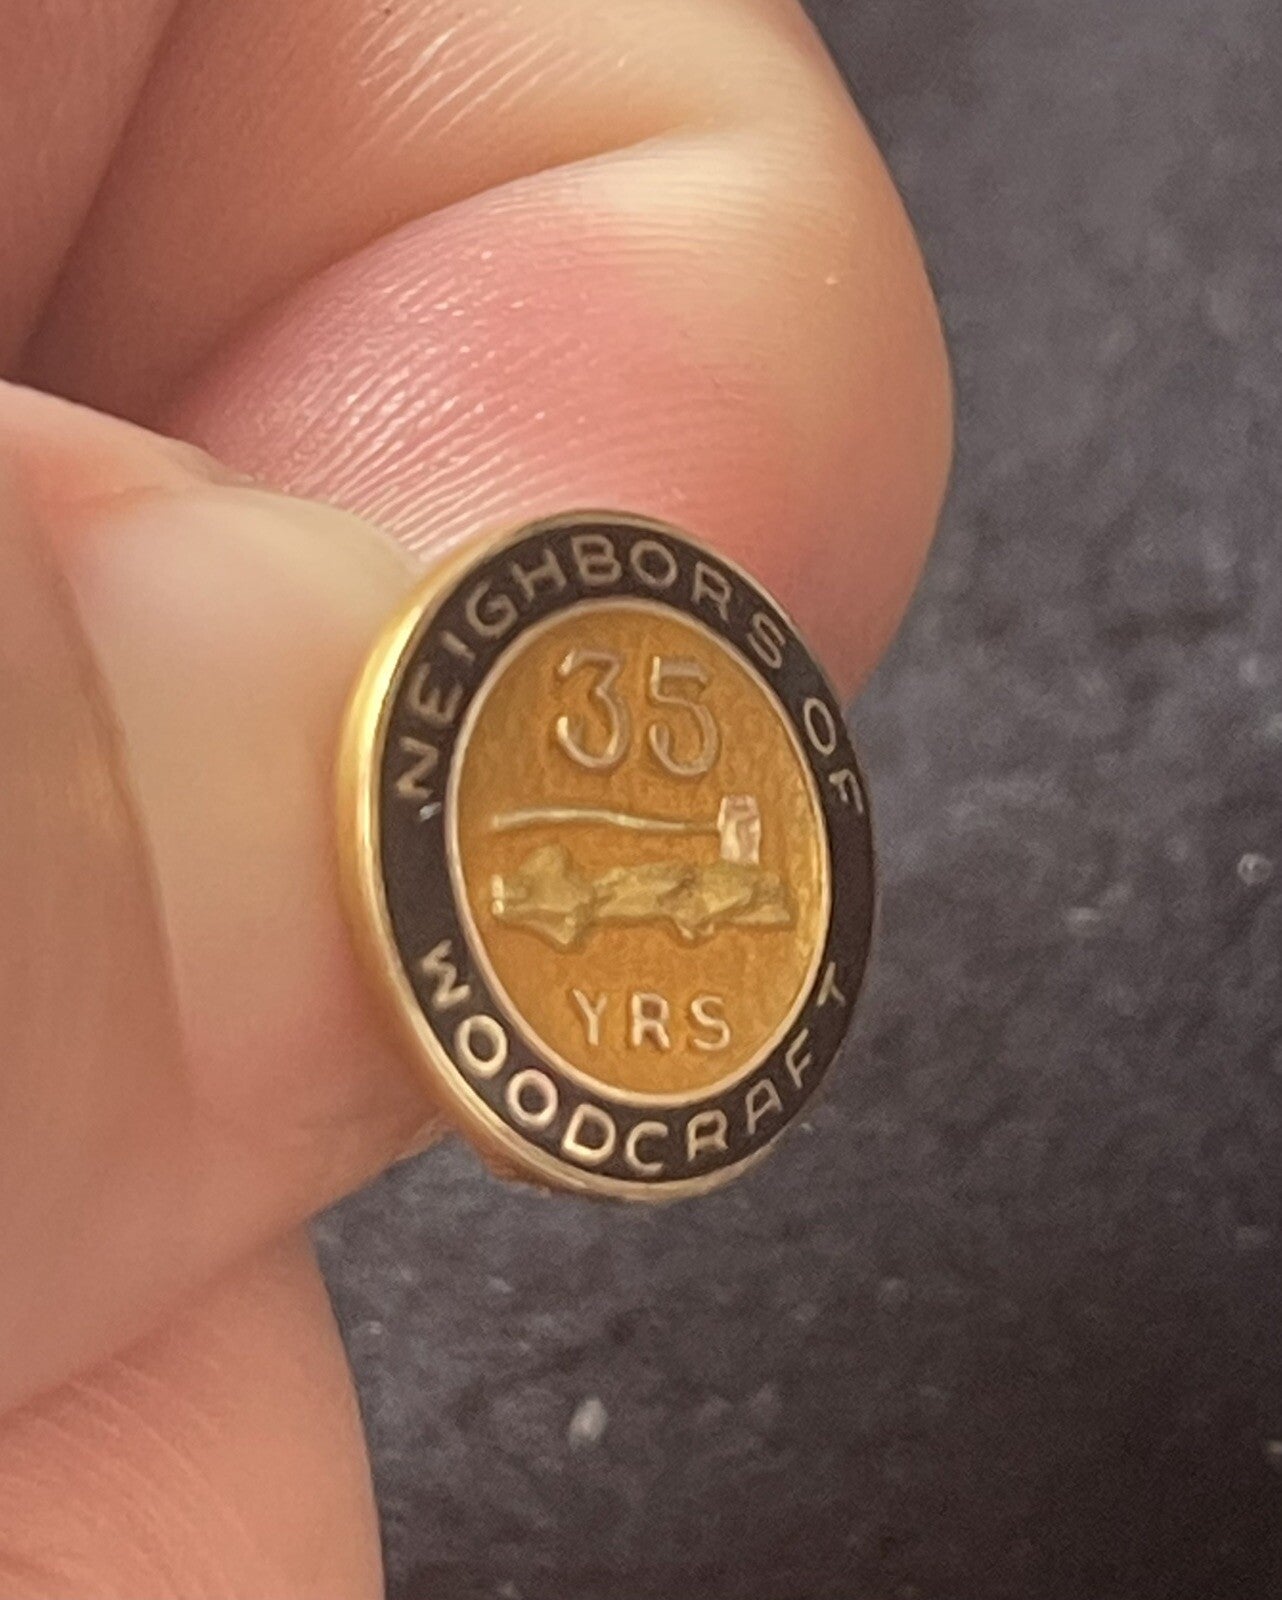 NEIGHBORS OF
35
YRS
WOODCRAFT